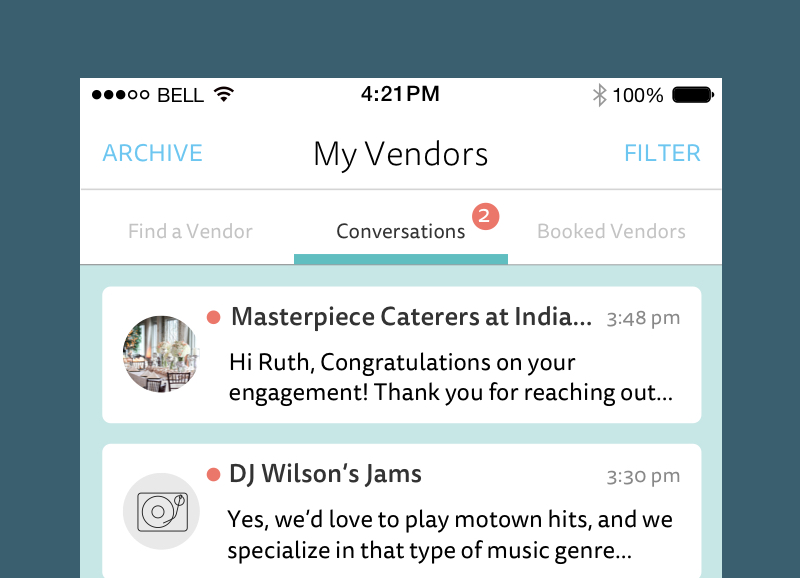 BELL 4:21PM 100%
ARCHIVE My Vendors FILTER
Find a Vendor Conversations 2 Booked Vendors
Masterpiece Caterers at India... 3:48 pm
Hi Ruth, Congratulations on your
engagement! Thank you for reaching out...
DJ Wilson's Jams 3:30 pm
Yes, we'd love to play motown hits, and we
specialize in that type of music genre...